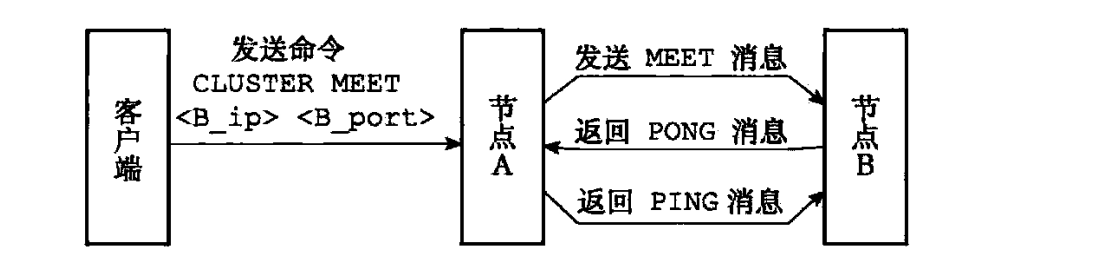 客户端
发送命令
CLUSTER MEET
<B_ip> <B_port>
节点A
发送 MEET 消息
返回 PONG 消息
返回 PING 消息
节点B